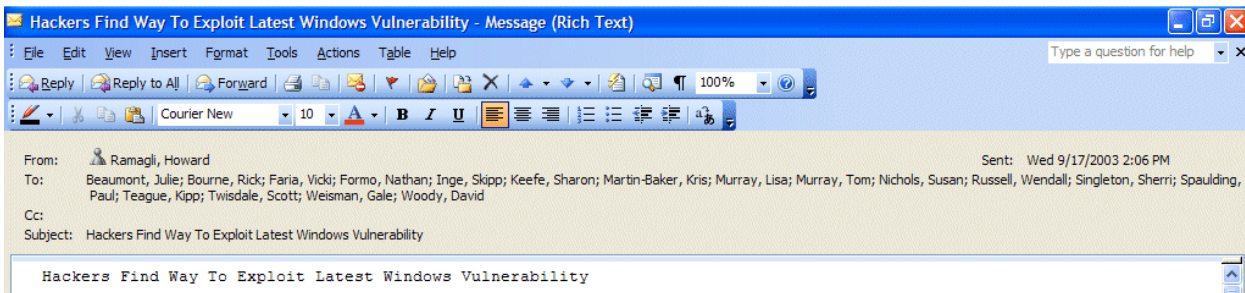 Hackers Find Way To Exploit Latest Windows Vulnerability - Message (Rich Text)
File Edit View Insert Format Tools Actions Table Help Type a question for help
Reply Reply to All Forward 100%
Courier New 10 A B I U
From: Ramagli, Howard Sent: Wed 9/17/2003 2:06 PM
To: Beaumont, Julie; Bourne, Rick; Faria, Vicki; Formo, Nathan; Inge, Skipp; Keefe, Sharon; Martin-Baker, Kris; Murray, Lisa; Murray, Tom; Nichols, Susan; Russell, Wendall; Singleton, Sherri; Spaulding,
Paul; Teague, Kipp; Twisdale, Scott; Weisman, Gale; Woody, David
Cc:
Subject: Hackers Find Way To Exploit Latest Windows Vulnerability
Hackers Find Way To Exploit Latest Windows Vulnerability